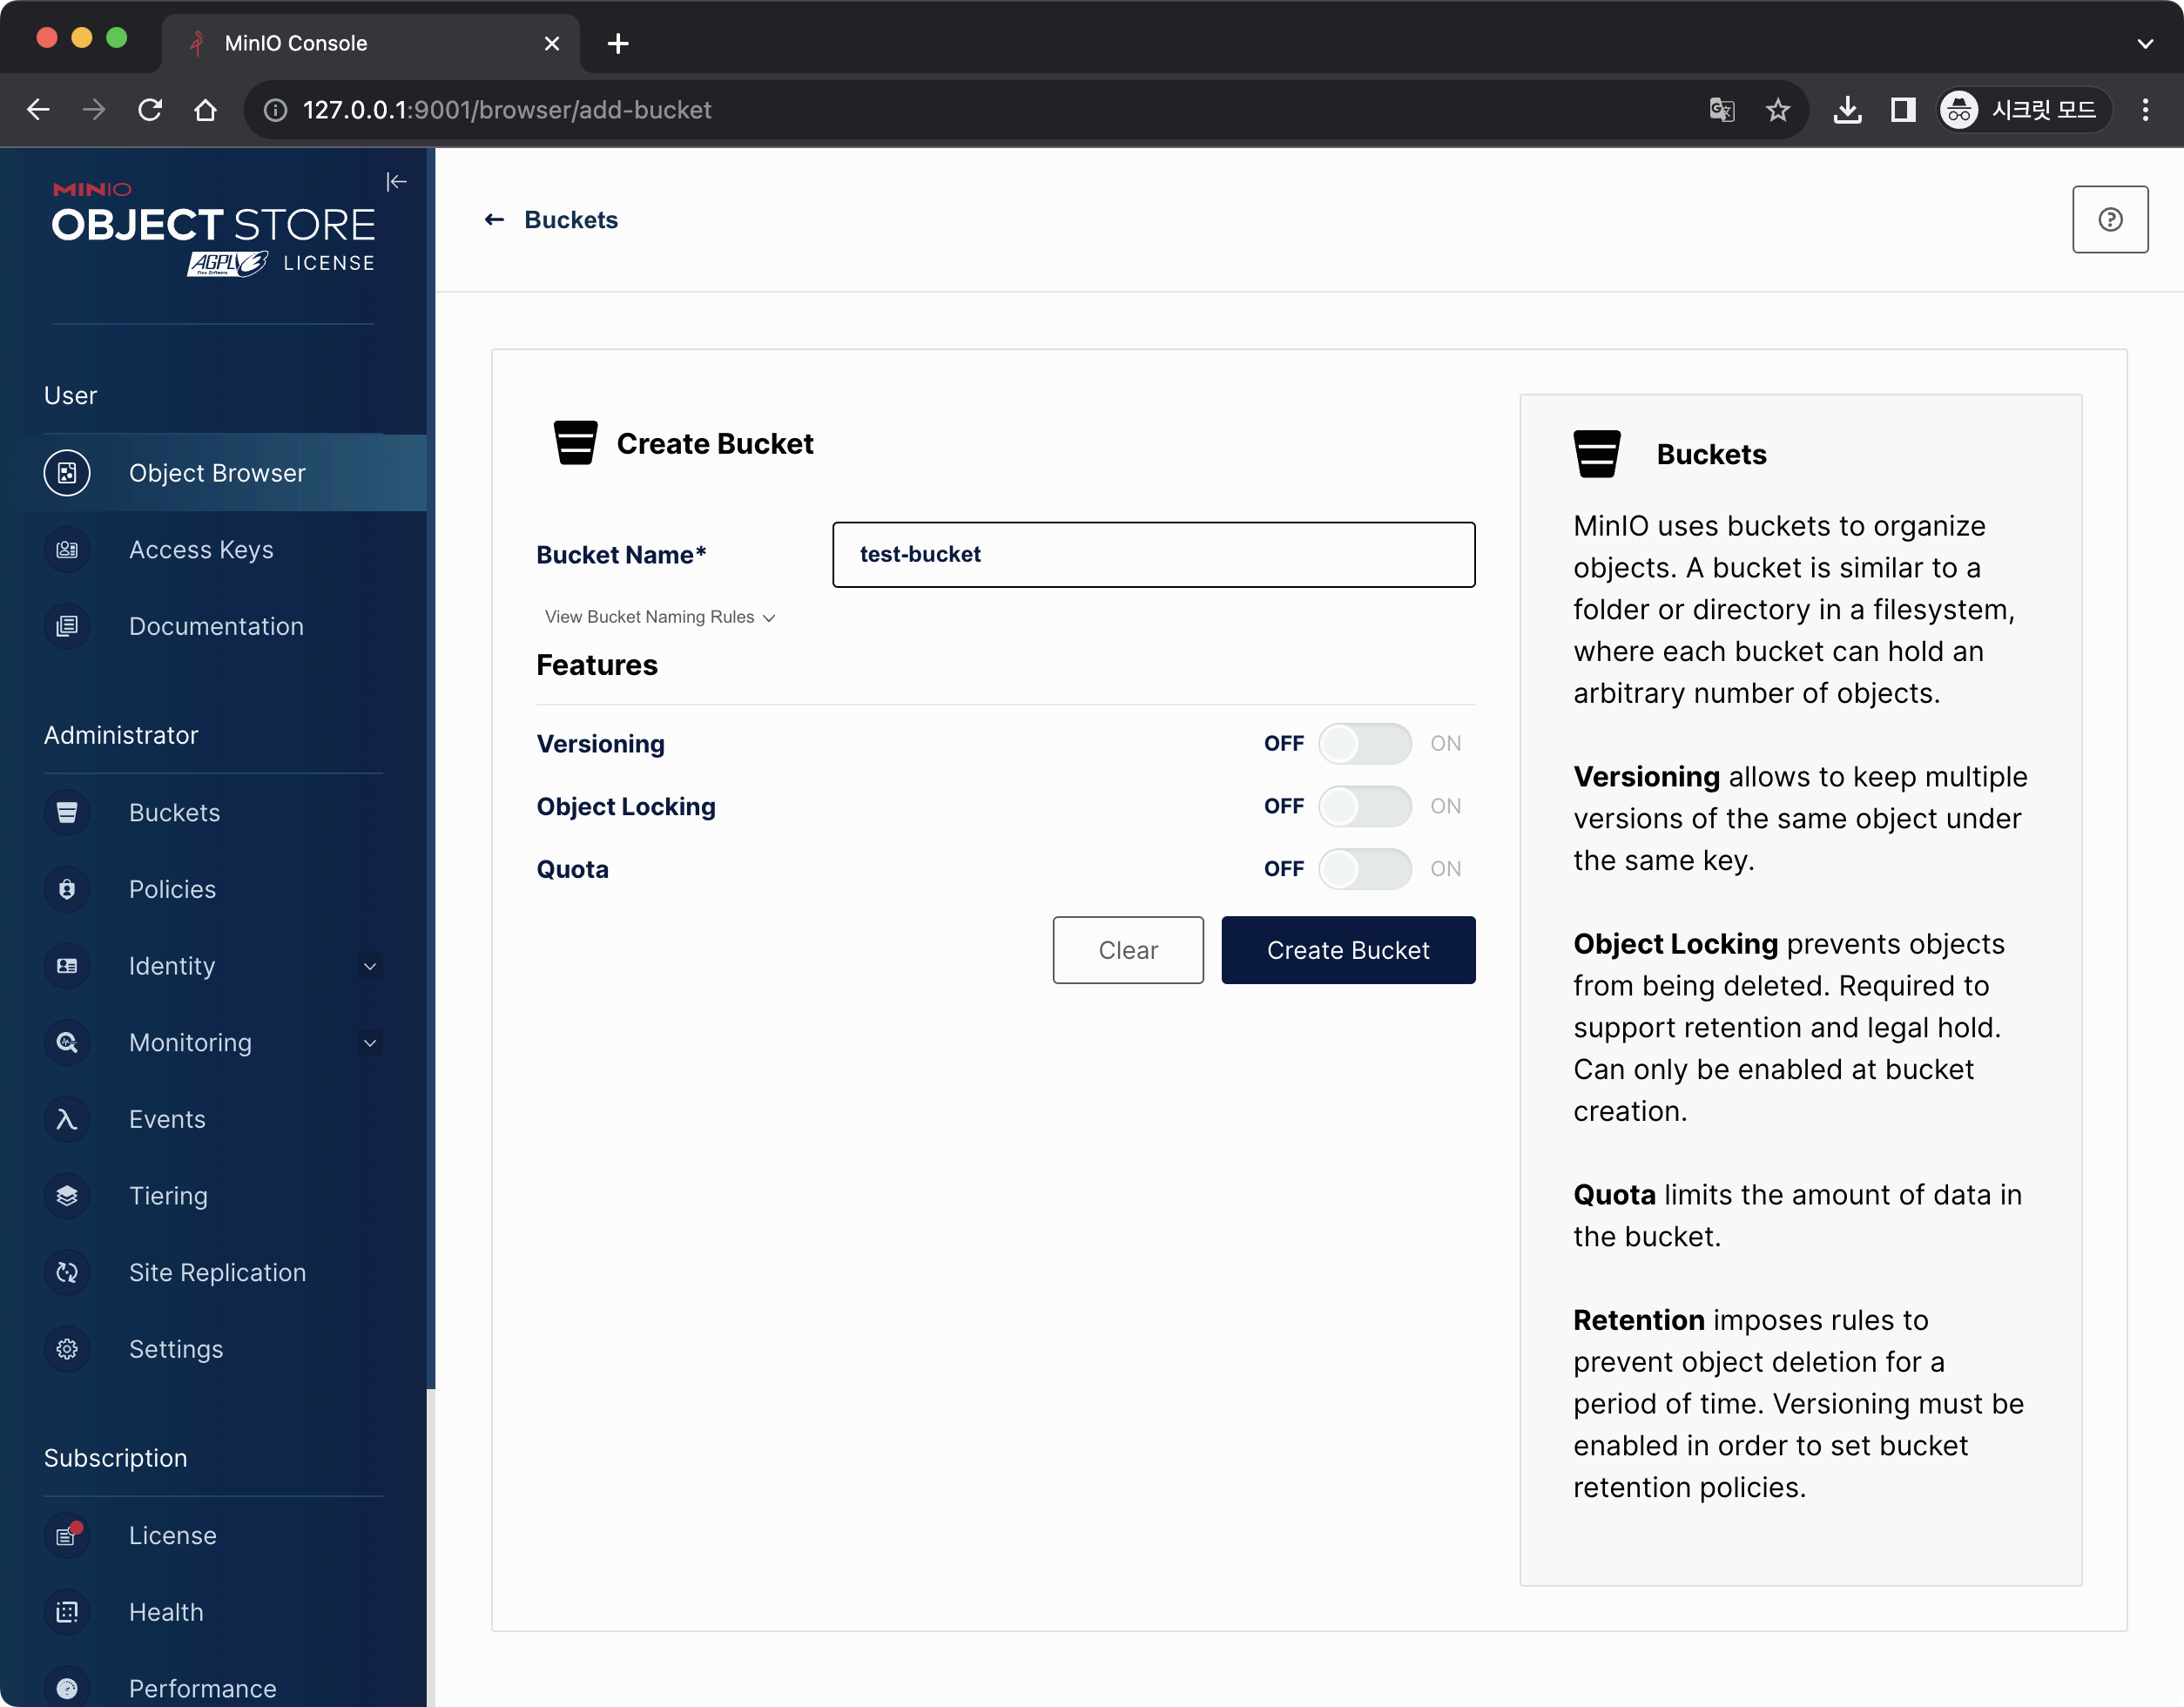 MinIO Console
127.0.0.1:9001/browser/add-bucket
시크릿 모드
MINIO
OBJECT STORE
AGPL v3 LICENSE
User
Object Browser
Access Keys
Documentation
Administrator
Buckets
Policies
Identity
Monitoring
Events
Tiering
Site Replication
Settings
Subscription
License
Health
Performance
Buckets
Create Bucket
Bucket Name*
test-bucket
View Bucket Naming Rules
Features
Versioning OFF ON
Object Locking OFF ON
Quota OFF ON
Clear Create Bucket
Buckets
MinIO uses buckets to organize
objects. A bucket is similar to a
folder or directory in a filesystem,
where each bucket can hold an
arbitrary number of objects.
Versioning allows to keep multiple
versions of the same object under
the same key.
Object Locking prevents objects
from being deleted. Required to
support retention and legal hold.
Can only be enabled at bucket
creation.
Quota limits the amount of data in
the bucket.
Retention imposes rules to
prevent object deletion for a
period of time. Versioning must be
enabled in order to set bucket
retention policies.